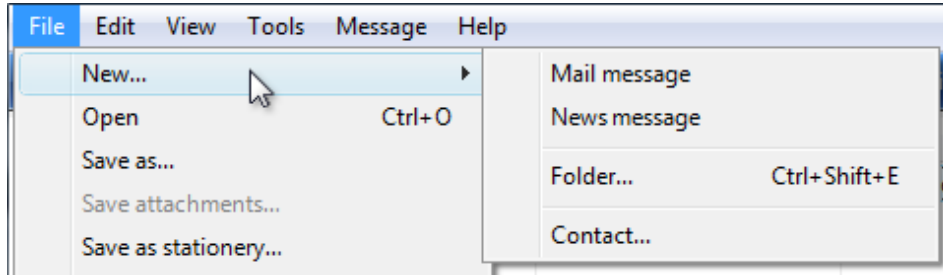 File Edit View Tools Message Help
New...
Open Ctrl+O
Save as...
Save attachments...
Save as stationery...
Mail message
News message
Folder... Ctrl+Shift+E
Contact...